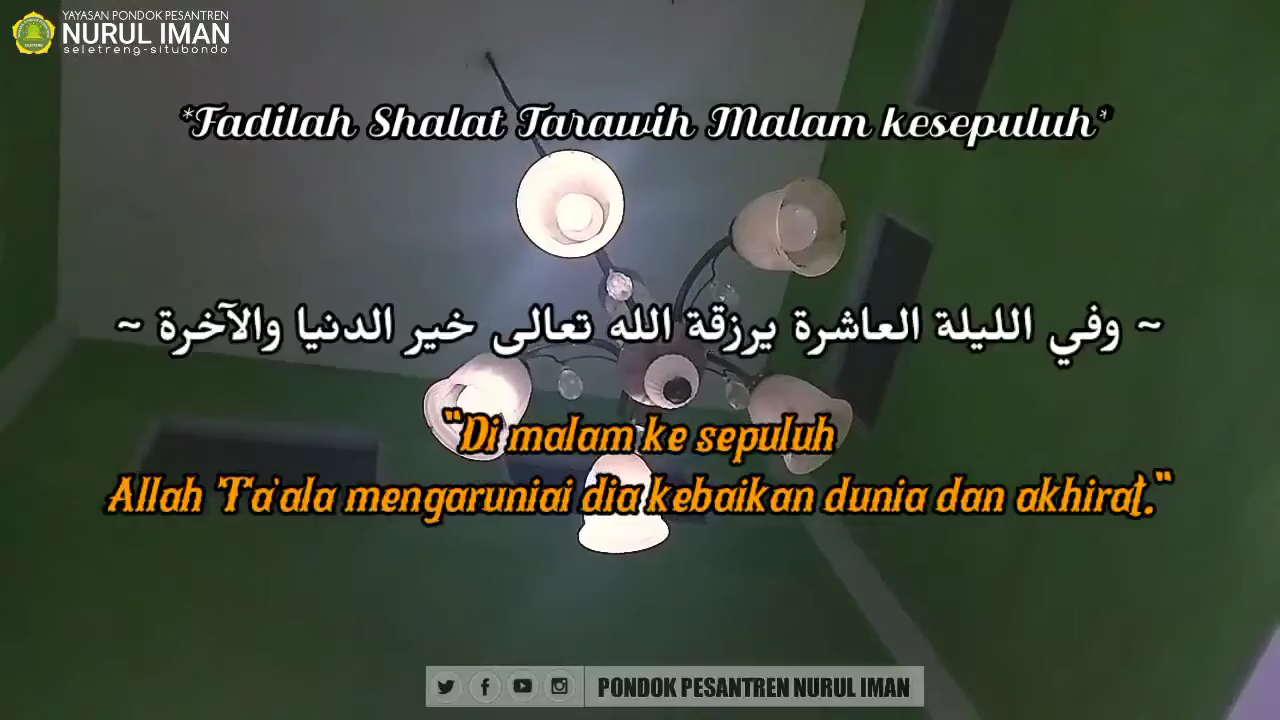 YAYASAN PONDOK PESANTREN
NURUL IMAN
seletreng-situbondo
*Fadilah Shalat Tarawih Malam kesepuluh*
~ وفي الليلة العاشرة يرزقة الله تعالى خير الدنيا والآخرة ~
"Di malam ke sepuluh
Allah Ta`ala mengaruniai dia kebaikan dunia dan akhirat."
PONDOK PESANTREN NURUL IMAN